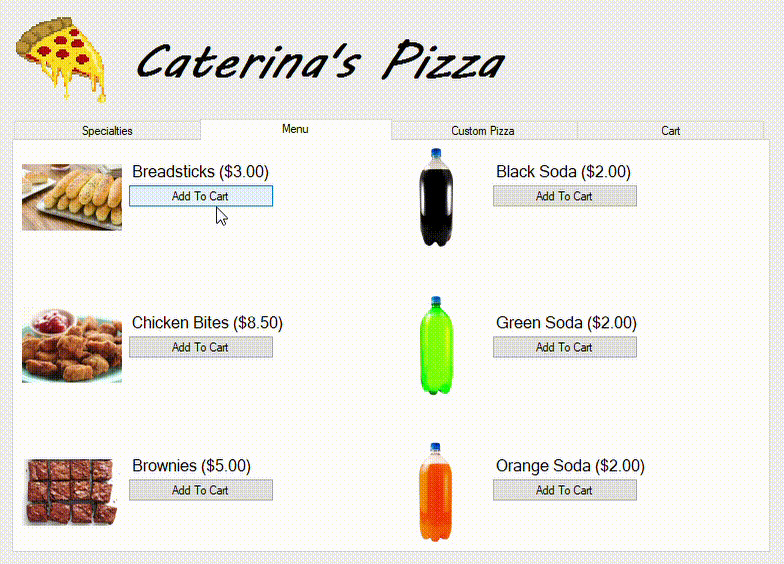 Caterina's Pizza
Specialties
Menu
Custom Pizza
Cart
Breadsticks ($3.00)
Add To Cart
Black Soda ($2.00)
Add To Cart
Chicken Bites ($8.50)
Add To Cart
Green Soda ($2.00)
Add To Cart
Brownies ($5.00)
Add To Cart
Orange Soda ($2.00)
Add To Cart